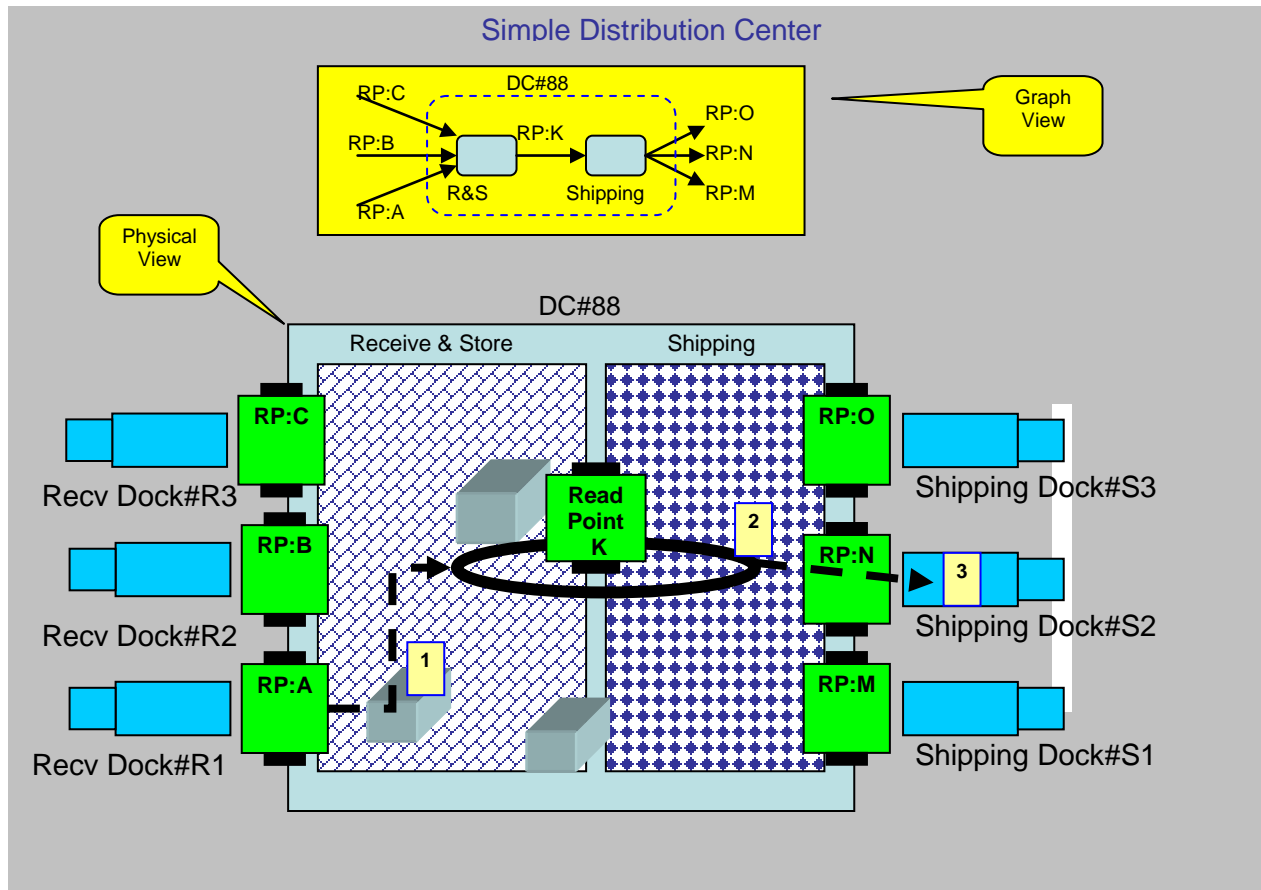 Simple Distribution Center
DC#88
RP:C
RP:B
RP:A
RP:K
R&S
Shipping
RP:O
RP:N
RP:M
Graph
View
Physical
View
DC#88
Receive & Store
Shipping
RP:C
Recv Dock#R3
RP:B
Recv Dock#R2
RP:A
Recv Dock#R1
1
Read
Point
K
2
RP:O
Shipping Dock#S3
RP:N
3
Shipping Dock#S2
RP:M
Shipping Dock#S1